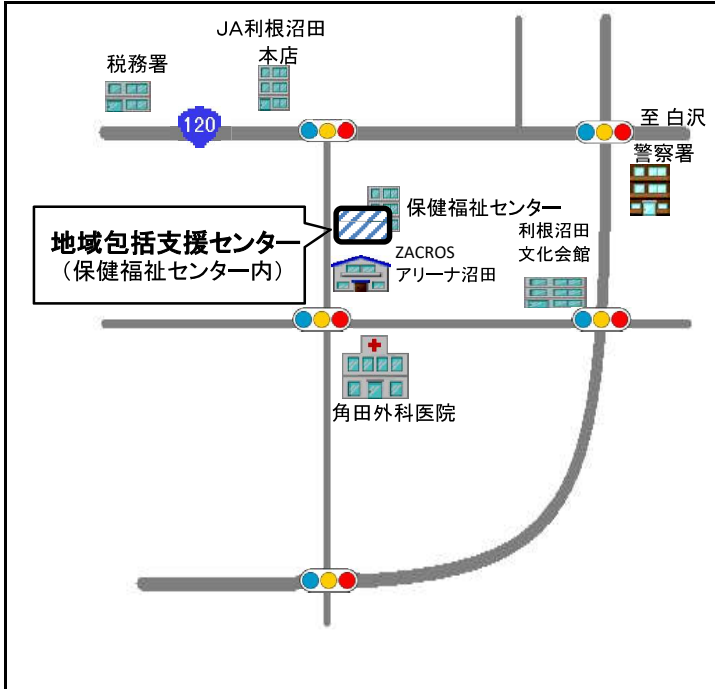 JA利根沼田
本店
税務署
120
至 白沢
警察署
保健福祉センター
地域包括支援センター
（保健福祉センター内）
利根沼田
文化会館
ZACROS
アリーナ沼田
角田外科医院